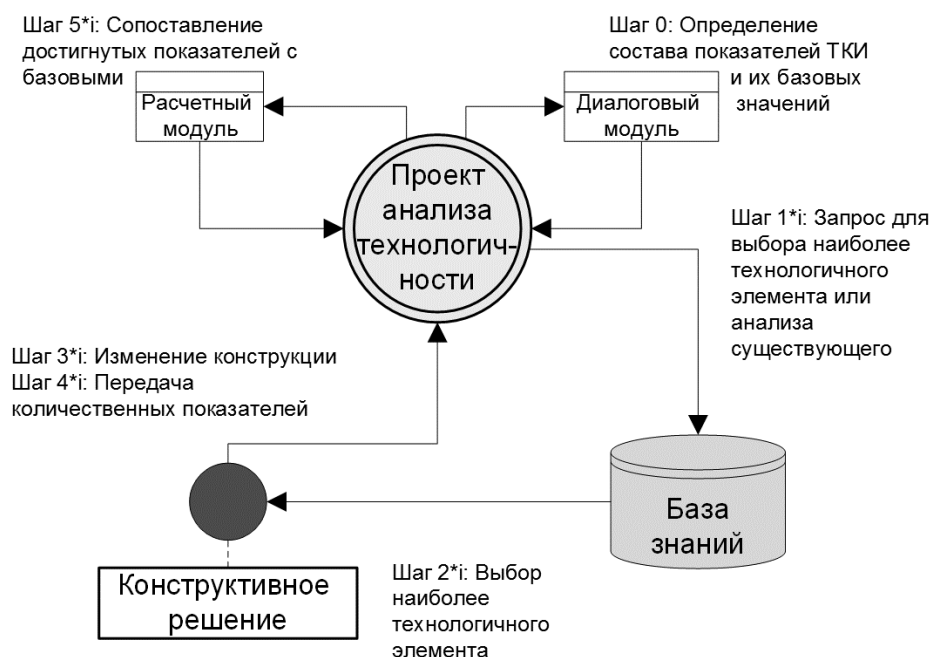 Шаг 5*i: Сопоставление
достигнутых показателей с
базовыми
Расчетный
модуль
Шаг 0: Определение
состава показателей ТКИ
и их базовых
значений
Диалоговый
модуль
Проект
анализа
технологич-
ности
Шаг 1*i: Запрос для
выбора наиболее
технологичного
элемента или
анализа
существующего
Шаг 3*i: Изменение конструкции
Шаг 4*i: Передача
количественных показателей
База
знаний
Конструктивное
решение
Шаг 2*i: Выбор
наиболее
технологичного
элемента